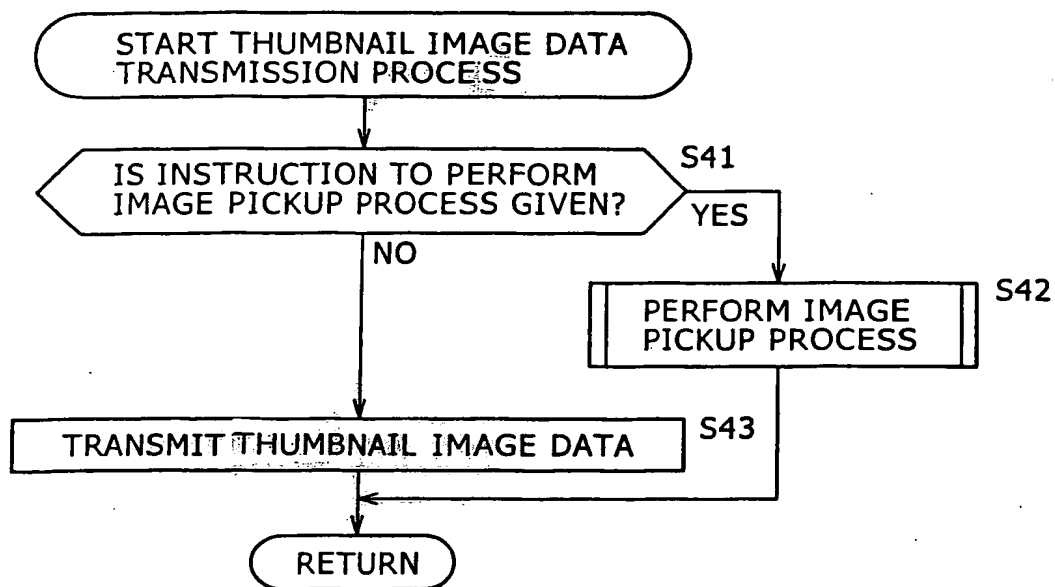 START THUMBNAIL IMAGE DATA
TRANSMISSION PROCESS
IS INSTRUCTION TO PERFORM
IMAGE PICKUP PROCESS GIVEN?
S41
YES
NO
PERFORM IMAGE
PICKUP PROCESS
S42
TRANSMIT THUMBNAIL IMAGE DATA
S43
RETURN